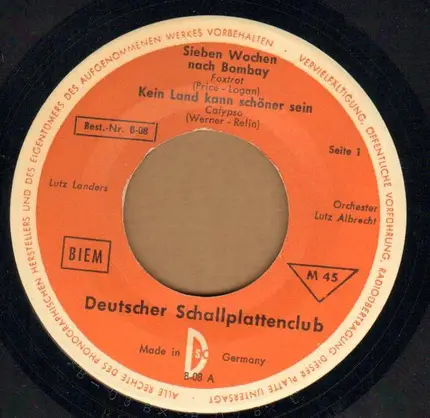 ALLE RECHTE DES PHONOGRAPHISCHEN HERSTELLERS UND DES EIGENTÜMERS DES AUFGENOMMENEN WERKES VORBEHALTEN
VERVIELFÄLTIGUNG, ÖFFENTLICHE VORFÜHRUNG, RADIOÜBERTRAGUNG DIESER PLATTE UNTERSAGT
Sieben Wochen
nach Bombay
Foxtrot
(Price - Logan)
Kein Land kann schöner sein
Calypso
(Werner - Relin)
Best.-Nr. B-08
Seite 1
Lutz Landers
Orchester
Lutz Albrecht
BIEM
M 45
Deutscher Schallplattenclub
Made in
DSC
Germany
B-08 A